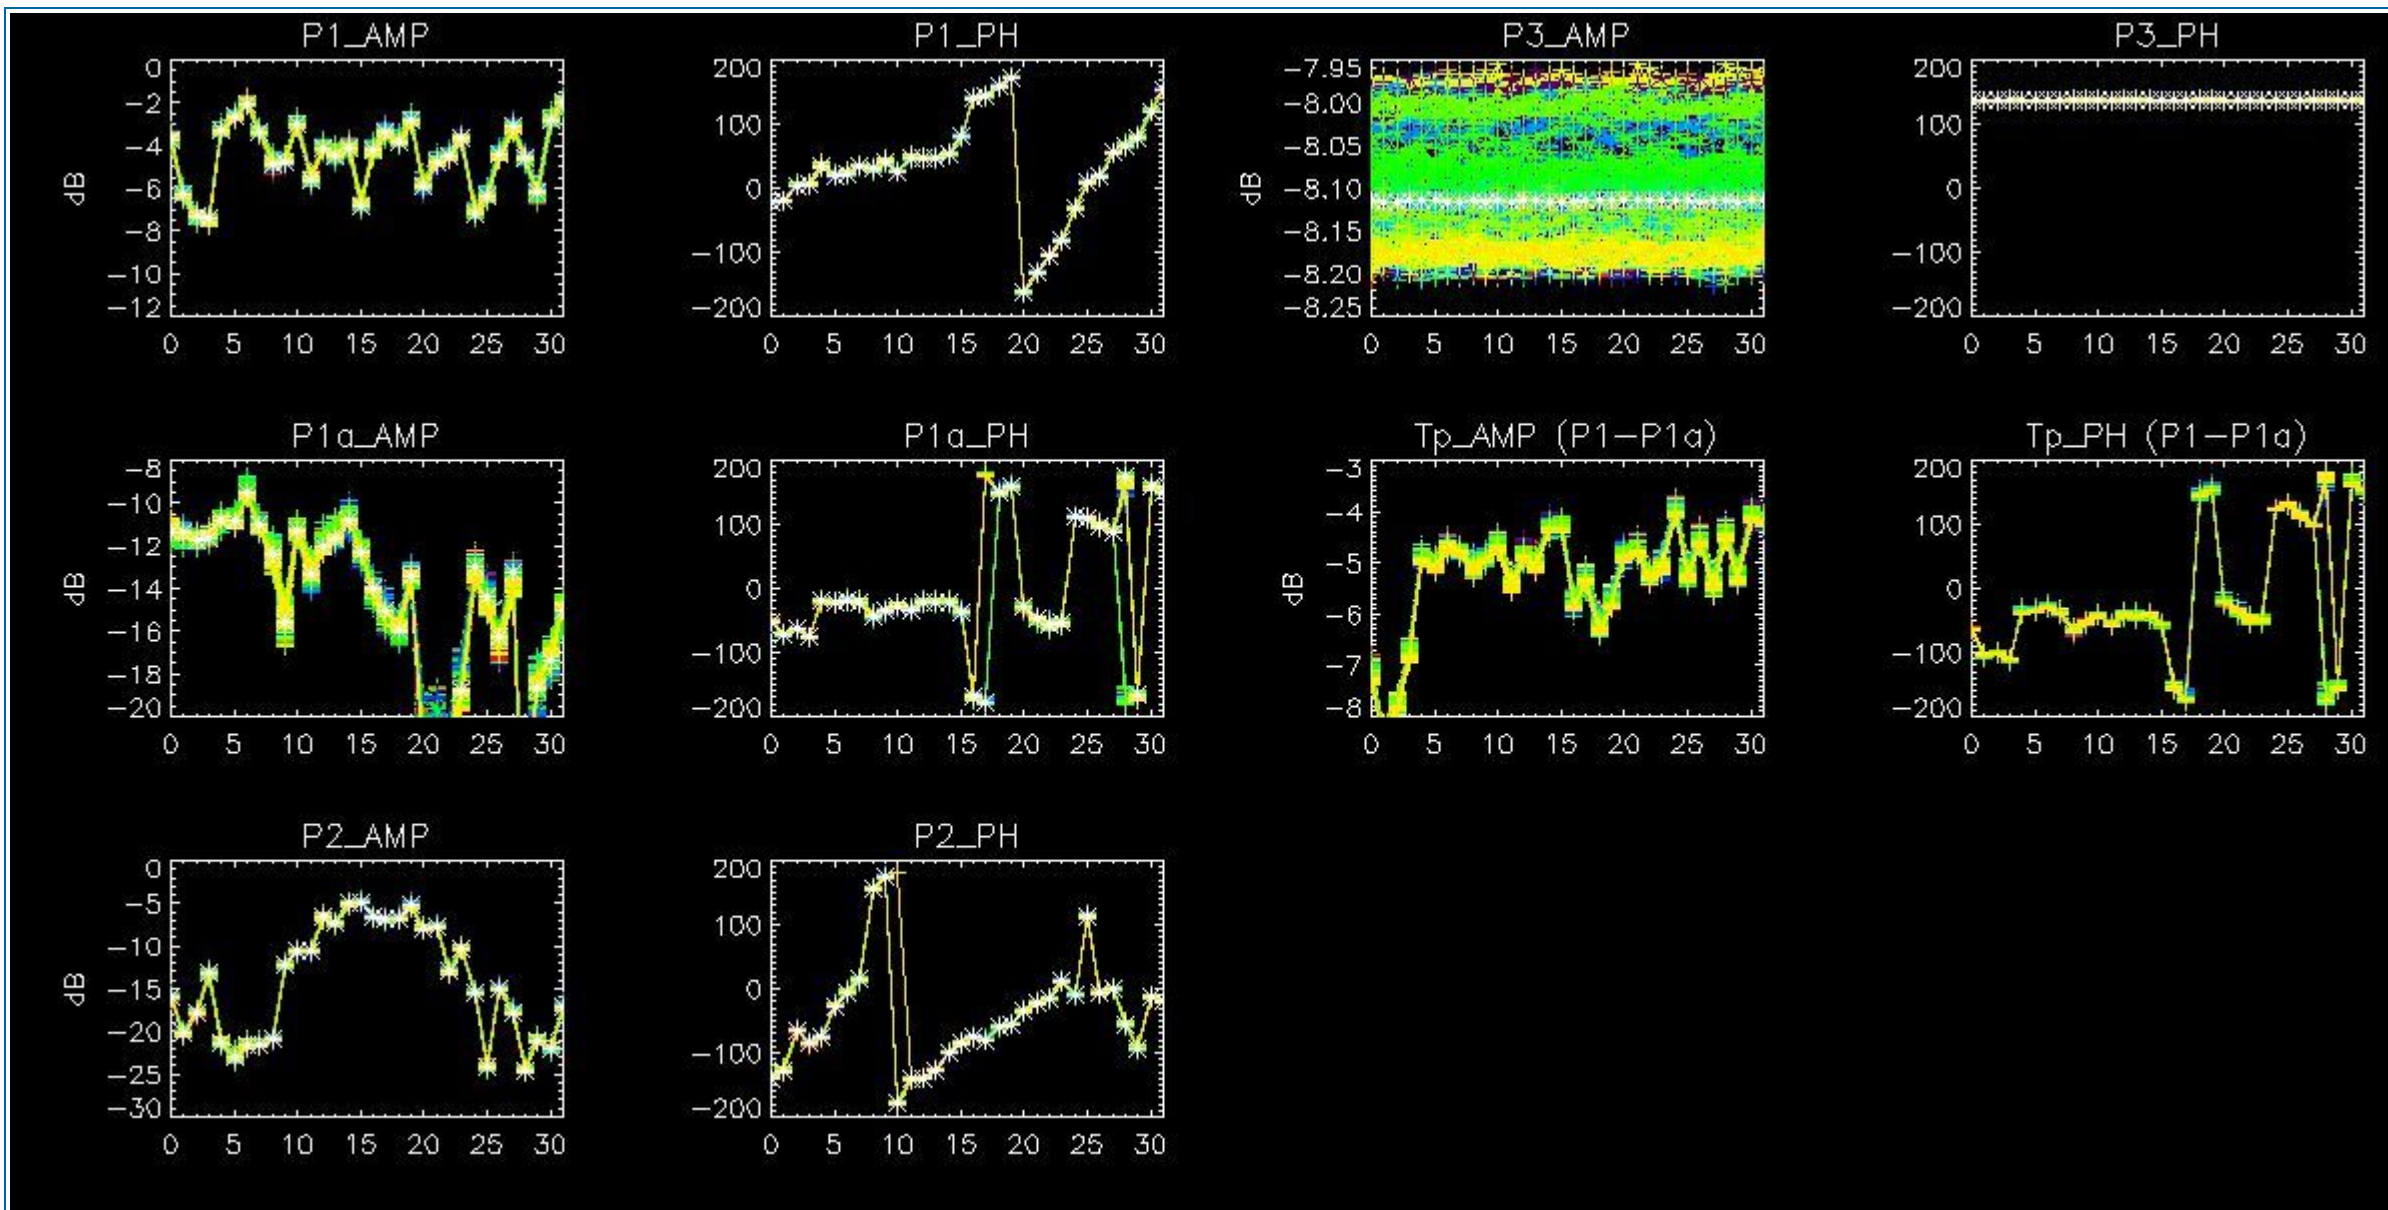 P1_AMP P1_PH P3_AMP P3_PH
0 200 -7.95 200
-2 100 -8.00 100
-4 0 -8.05 0
-6 -100 -8.10 -100
-8 -200 -8.15 -200
-10 -8.20
-12 -8.25
dB dB
0 5 10 15 20 25 30 0 5 10 15 20 25 30 0 5 10 15 20 25 30 0 5 10 15 20 25 30
P1a_AMP P1a_PH Tp_AMP (P1-P1a) Tp_PH (P1-P1a)
-8 200 -3 200
-10 100 -4 100
-12 0 -5 0
-14 -100 -6 -100
-16 -200 -7 -200
-18 -8
-20
dB dB
0 5 10 15 20 25 30 0 5 10 15 20 25 30 0 5 10 15 20 25 30 0 5 10 15 20 25 30
P2_AMP P2_PH
0 200
-5 100
-10 0
-15 -100
-20 -200
-25
-30
dB
0 5 10 15 20 25 30 0 5 10 15 20 25 30